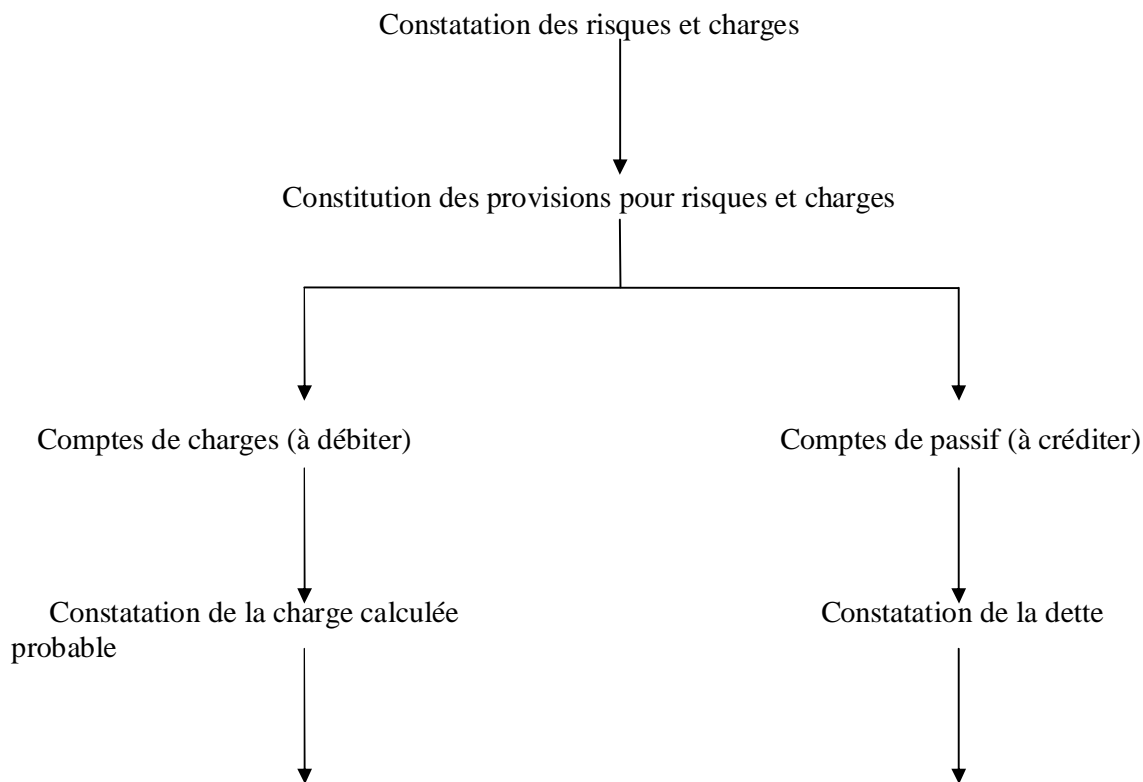 Constatation des risques et charges
Constitution des provisions pour risques et charges
Comptes de charges (à débiter)
Comptes de passif (à créditer)
Constatation de la charge calculée
probable
Constatation de la dette